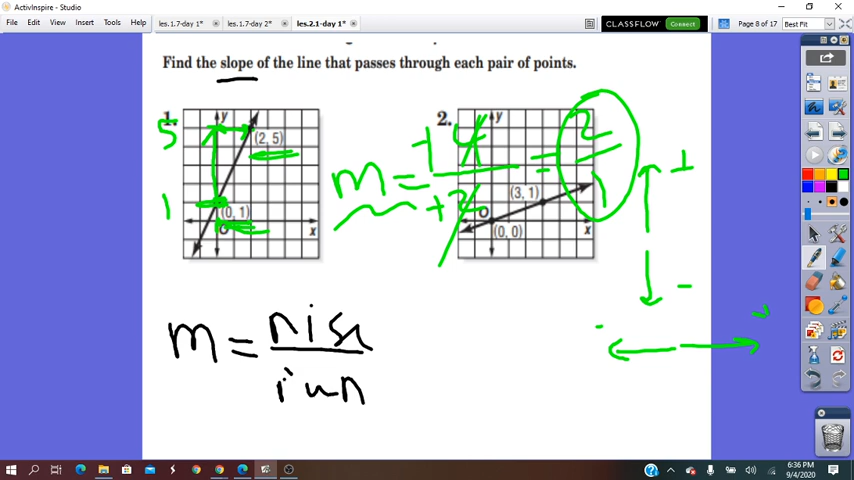 ActivInspire - Studio
File Edit View Insert Tools Help
les.1.7-day 1* les.1.7-day 2* les.2.1-day 1*
CLASSFLOW Connect
Page 8 of 17 Best Fit
Find the slope of the line that passes through each pair of points.
1.
y
5
(2, 5)
1
(0, 1)
O
x
m = +4 / +2 = 2 / 1
2.
y
(3, 1)
O
(0, 0)
x
+
-
m = rise
run
6:36 PM
9/4/2020